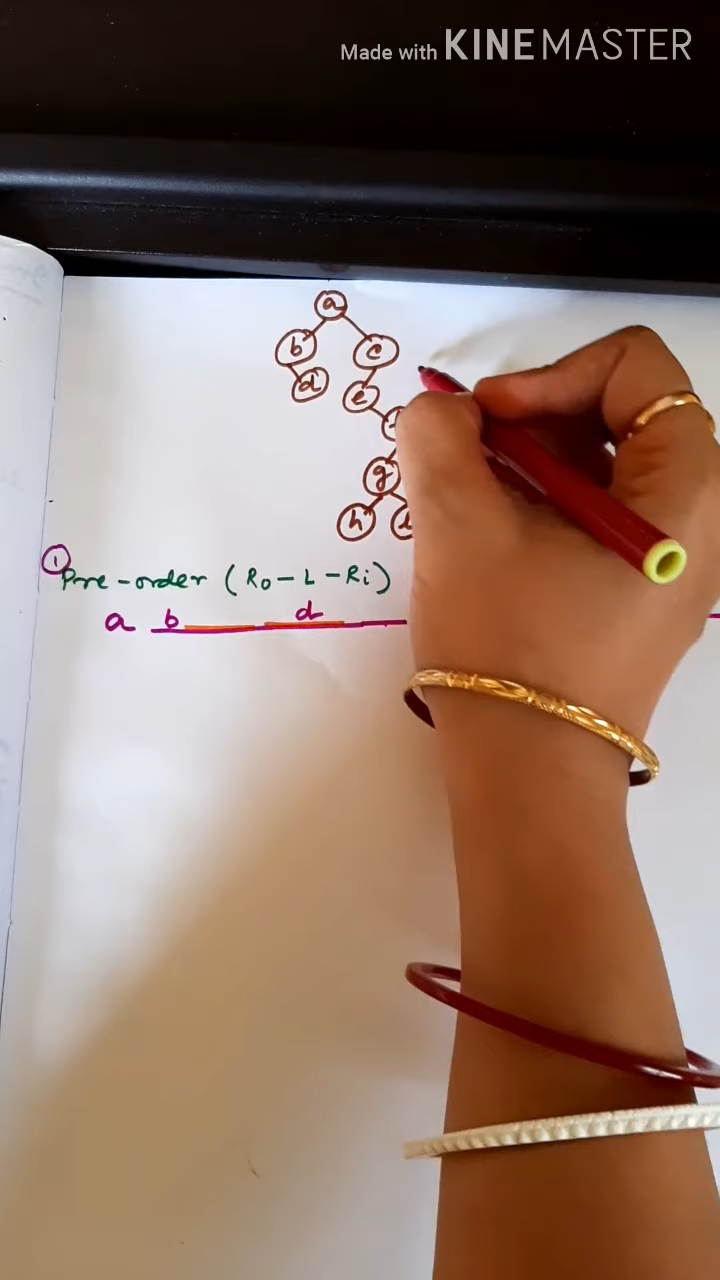 Made with KINEMASTER
a
b c
d e
g
h
① Pre-order (Ro-L-Ri)
a b d